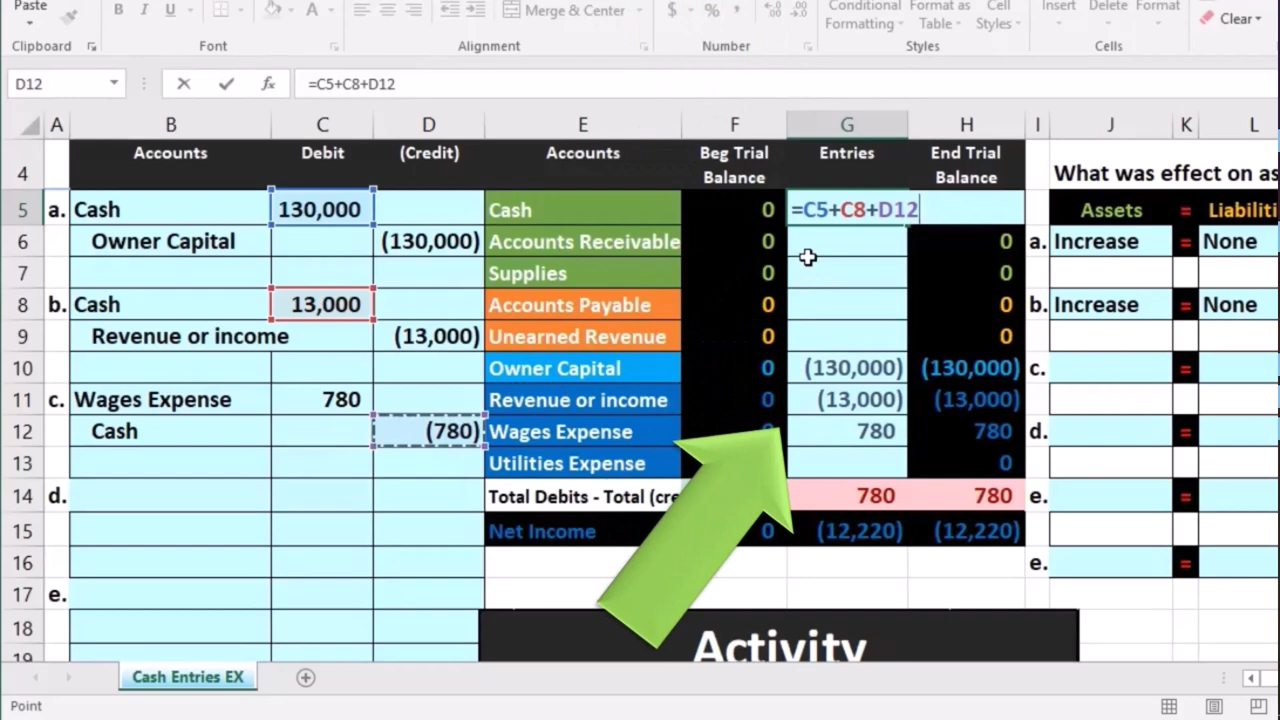 Paste B I U A Merge & Center $ % , Conditional Format as Cell Insert Delete Format Clear
Formatting Table Styles
Clipboard Font Alignment Number Styles Cells
D12 fx =C5+C8+D12
A B C D E F G H I J K L
4 Accounts Debit (Credit) Accounts Beg Trial Balance Entries End Trial Balance What was effect on as
5 a. Cash 130,000 Cash 0 =C5+C8+D12 Assets = Liabiliti
6 Owner Capital (130,000) Accounts Receivable 0 0 a. Increase = None
7 Supplies 0 0
8 b. Cash 13,000 Accounts Payable 0 0 b. Increase = None
9 Revenue or income (13,000) Unearned Revenue 0 0
10 Owner Capital 0 (130,000) (130,000) c. =
11 c. Wages Expense 780 Revenue or income 0 (13,000) (13,000)
12 Cash (780) Wages Expense 780 780 d. =
13 Utilities Expense 0
14 d. Total Debits - Total (cre 780 780 e. =
15 Net Income 0 (12,220) (12,220)
16 e. =
17 e.
18 Activity
19
Cash Entries EX
Point